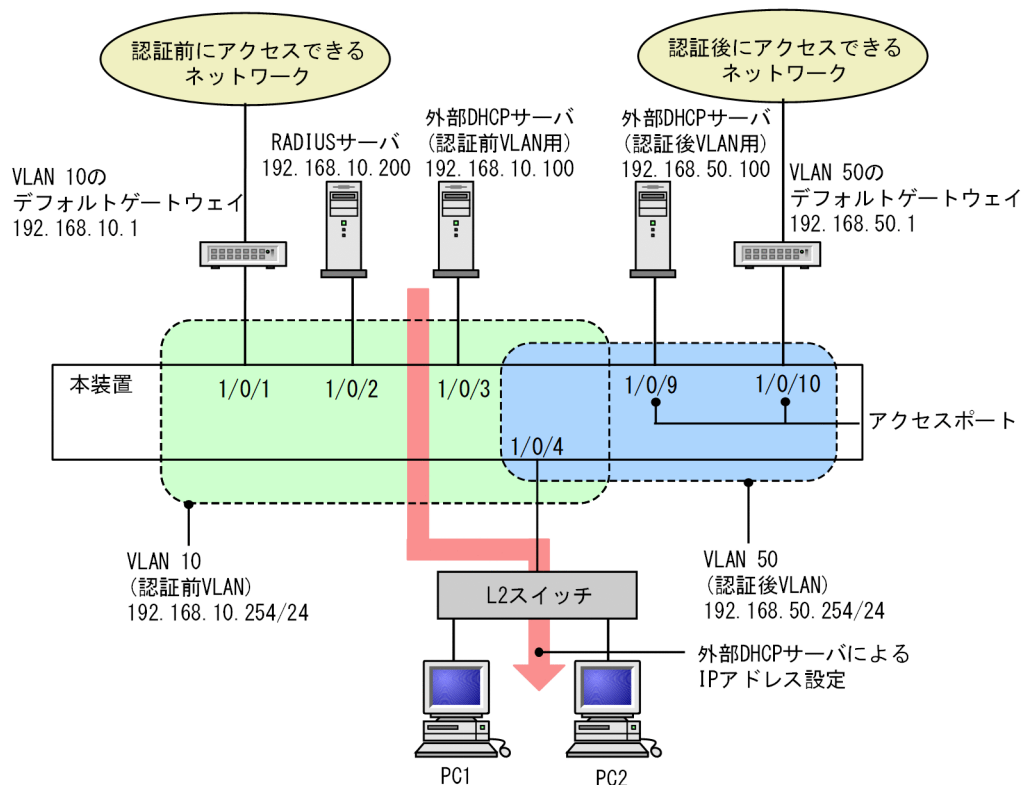 認証前にアクセスできる
ネットワーク
認証後にアクセスできる
ネットワーク
RADIUSサーバ
192.168.10.200
外部DHCPサーバ
(認証前VLAN用)
192.168.10.100
外部DHCPサーバ
(認証後VLAN用)
192.168.50.100
VLAN 10の
デフォルトゲートウェイ
192.168.10.1
VLAN 50の
デフォルトゲートウェイ
192.168.50.1
本装置
1/0/1
1/0/2
1/0/3
1/0/9
1/0/10
アクセスポート
1/0/4
VLAN 10
(認証前VLAN)
192.168.10.254/24
VLAN 50
(認証後VLAN)
192.168.50.254/24
L2スイッチ
外部DHCPサーバによる
IPアドレス設定
PC1
PC2